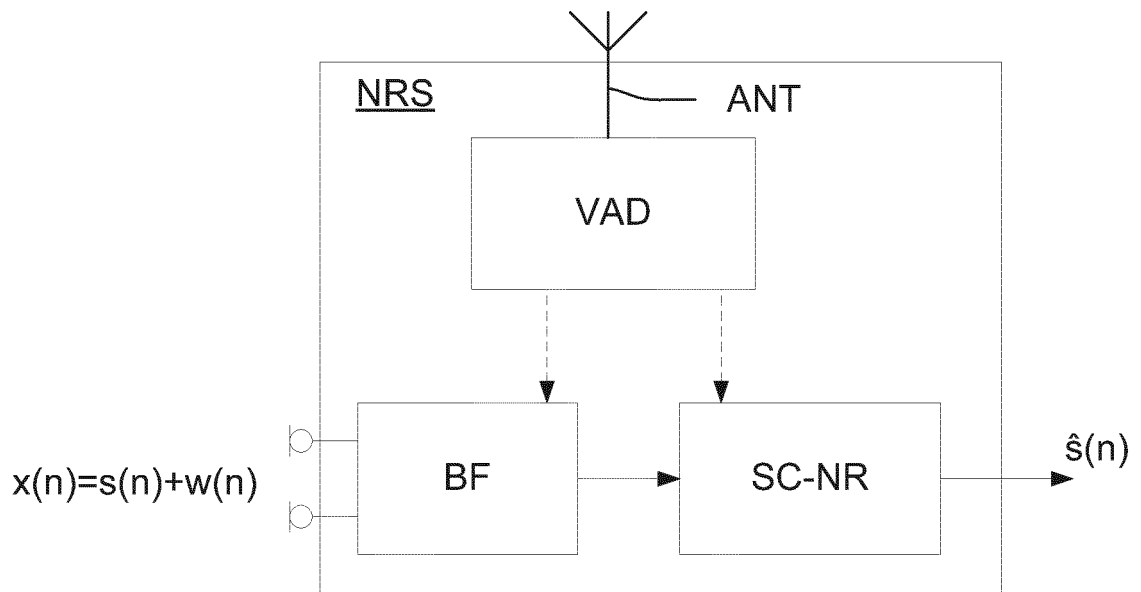 NRS
ANT
VAD
x(n)=s(n)+w(n)
BF
SC-NR
ŝ(n)